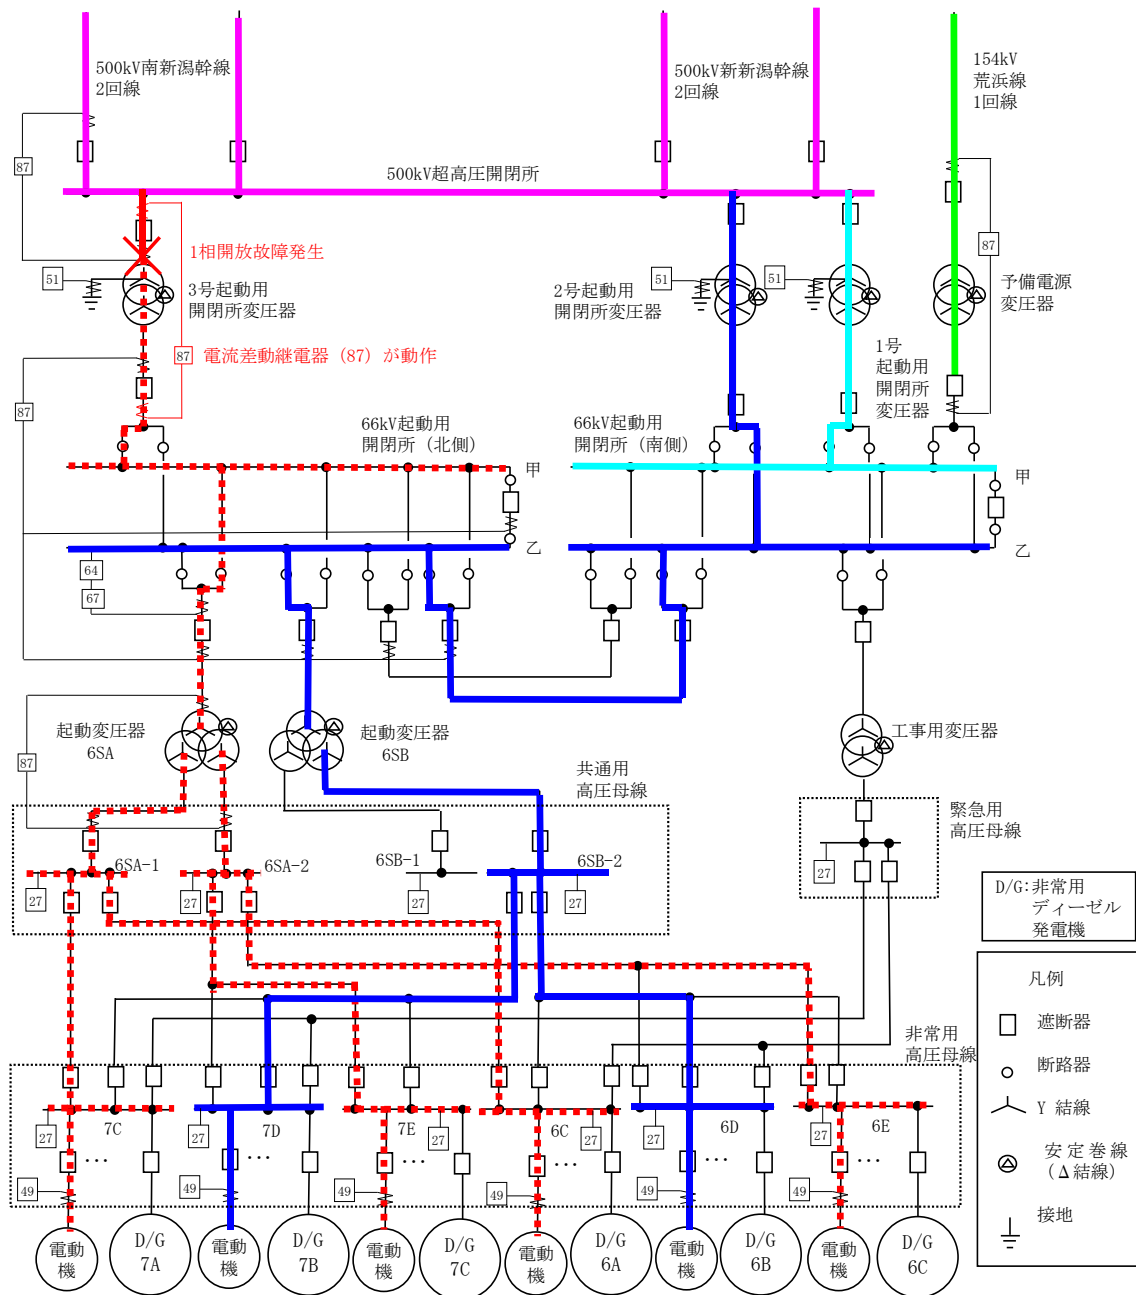 500kV南新潟幹線
2回線
500kV新新潟幹線
2回線
154kV
荒浜線
1回線
87
500kV超高圧開閉所
87
1相開放故障発生
51
3号起動用
開閉所変圧器
51
2号起動用
開閉所変圧器
51
予備電源
変圧器
87
電流差動継電器（87）が動作
1号
起動用
開閉所
変圧器
87
66kV起動用
開閉所（北側）
66kV起動用
開閉所（南側）
甲
甲
乙
乙
64
67
起動変圧器
6SA
起動変圧器
6SB
工事用変圧器
87
共通用
高圧母線
緊急用
高圧母線
6SA-1
6SA-2
6SB-1
6SB-2
27
27
27
27
27
D/G:非常用
ディーゼル
発電機
凡例
遮断器
断路器
Y 結線
安定巻線
（Δ結線）
接地
非常用
高圧母線
7C
7D
7E
6C
6D
6E
27
27
27
27
27
27
…
…
…
…
…
…
49
49
49
49
49
電動
機
D/G
7A
電動
機
D/G
7B
電動
機
D/G
7C
電動
機
D/G
6A
電動
機
D/G
6B
電動
機
D/G
6C